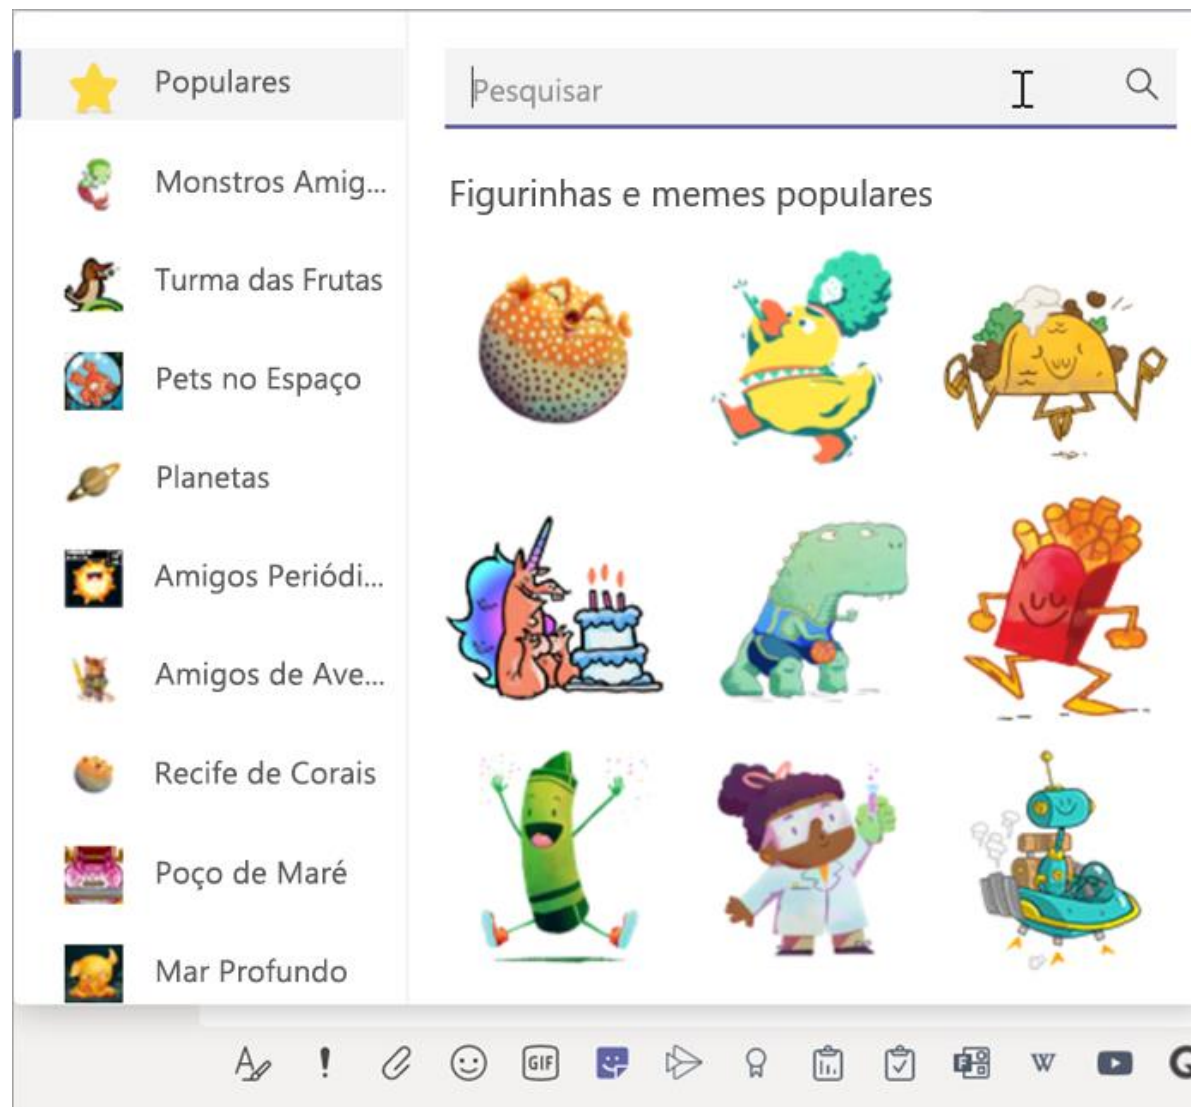 Populares
Pesquisar
Monstros Amig...
Figurinhas e memes populares
Turma das Frutas
Pets no Espaço
Planetas
Amigos Periódi...
Amigos de Ave...
Recife de Corais
Poço de Maré
Mar Profundo
GIF